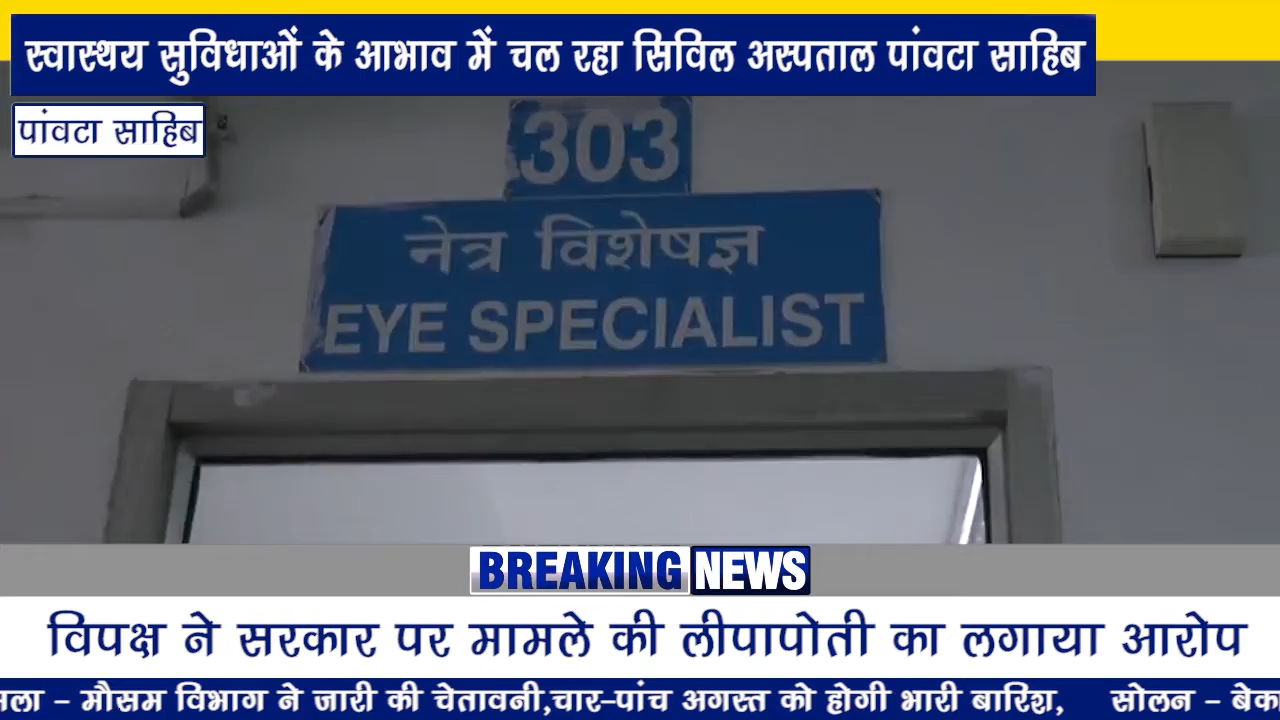 स्वास्थय सुविधाओं के आभाव में चल रहा सिविल अस्पताल पांवटा साहिब
पांवटा साहिब
303
नेत्र विशेषज्ञ
EYE SPECIALIST
BREAKING NEWS
विपक्ष ने सरकार पर मामले की लीपापोती का लगाया आरोप
– मौसम विभाग ने जारी की चेतावनी,चार–पांच अगस्त को होगी भारी बारिश, सोलन –